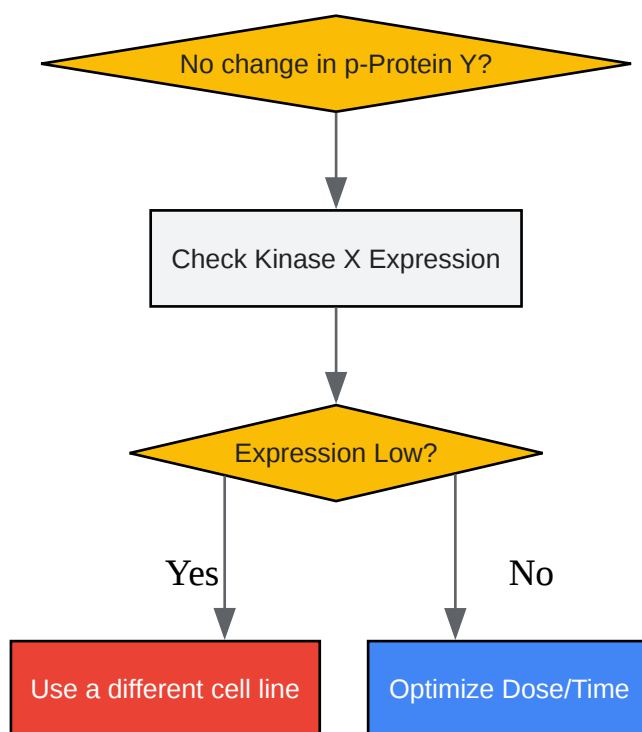 No change in p-Protein Y?
Check Kinase X Expression
Expression Low?
Yes
No
Use a different cell line
Optimize Dose/Time